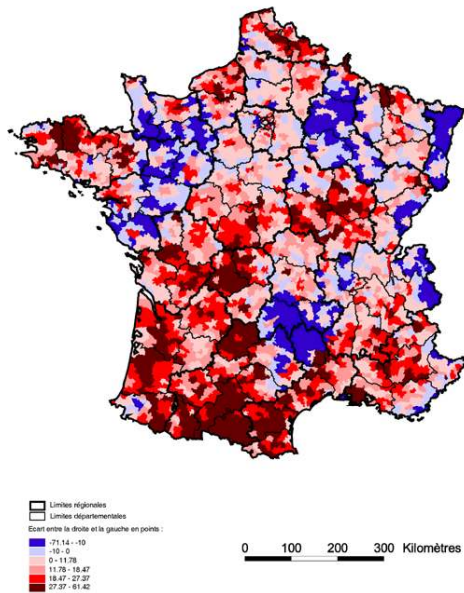 Limites régionales
Limites départementales
Ecart entre la droite et la gauche en points :
-71.14 - -10
-10 - 0
0 - 11.78
11.78 - 18.47
18.47 - 27.37
27.37 - 61.42
0 100 200 300 Kilomètres